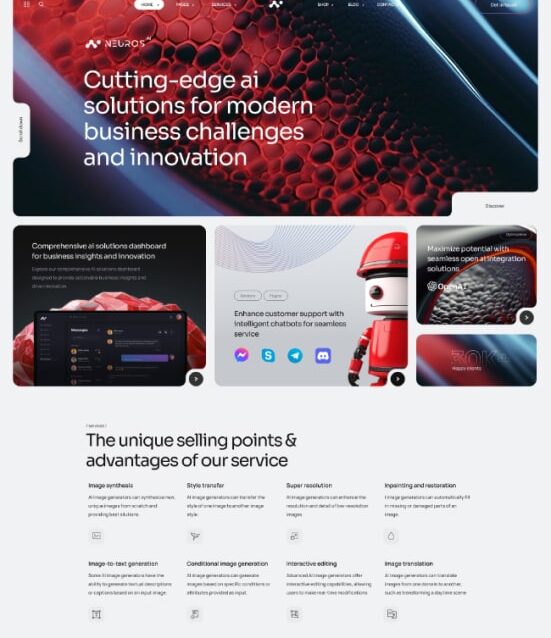 HOME
PAGES
SERVICES
SHOP
BLOG
CONTACT
NEUROS AI
Cutting-edge ai
solutions for modern
business challenges
and innovation
Discover
Comprehensive ai solutions dashboard
for business insights and innovation
Explore our comprehensive AI solutions dashboard
designed to provide actionable business insights and
drive innovation
Messages
Enhance customer support with
intelligent chatbots for seamless
service
Maximize potential with
seamless open ai integration
solutions
OpenAI
Happy clients
The unique selling points &
advantages of our service
Image synthesis
AI image generators can synthesize new,
unique images from scratch and
providing best solutions
Style transfer
AI image generators can transfer the
style of one image to another image
style.
Super resolution
AI image generators can enhance the
resolution and detail of low-resolution
images.
Inpainting and restoration
I image generators can automatically fill
in missing or damaged parts of an
image.
Image-to-text generation
Some AI image generators have the
ability to generate textual descriptions
or captions based on an input image.
Conditional image generation
AI image generators can generate
images based on specific conditions or
attributes provided as input.
Interactive editing
Advanced AI image generators offer
interactive editing capabilities, allowing
users to make real-time modifications
Image translation
AI image generators can translate
images from one domain to another,
such as transforming a daytime scene